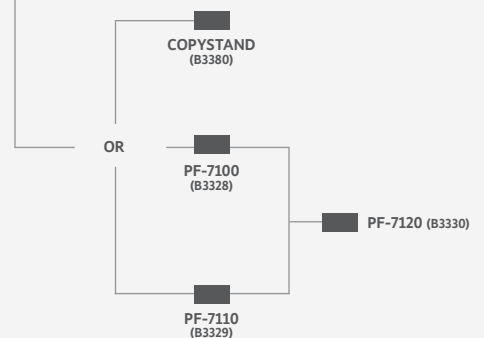 COPYSTAND
(B3380)
OR
PF-7100
(B3328)
PF-7120 (B3330)
PF-7110
(B3329)